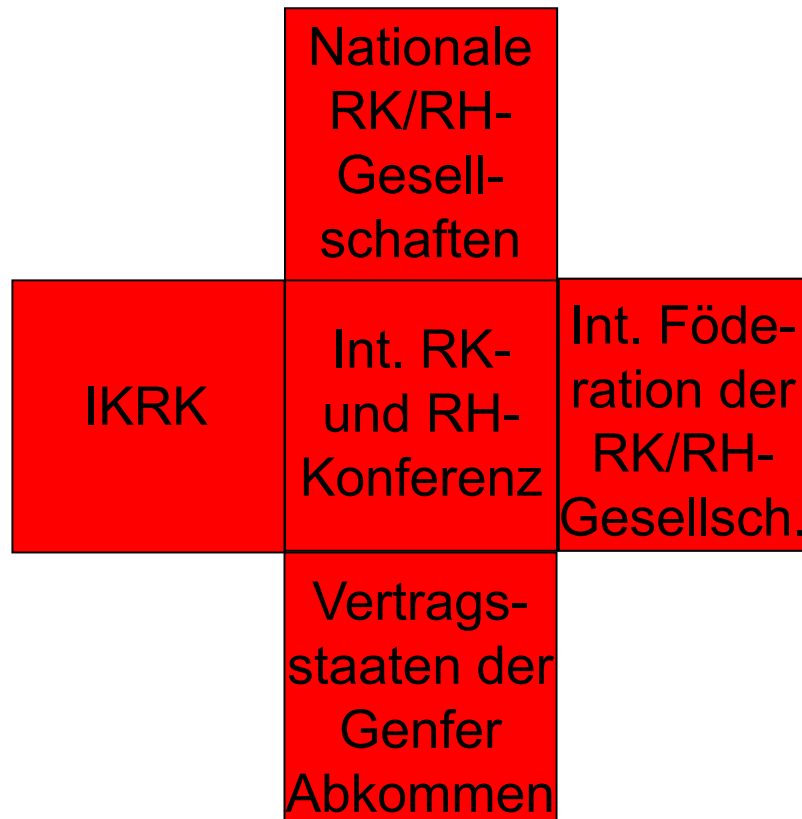 Nationale
RK/RH-
Gesell-
schaften
IKRK
Int. RK-
und RH-
Konferenz
Int. Föde-
ration der
RK/RH-
Gesellsch.
Vertrags-
staaten der
Genfer
Abkommen